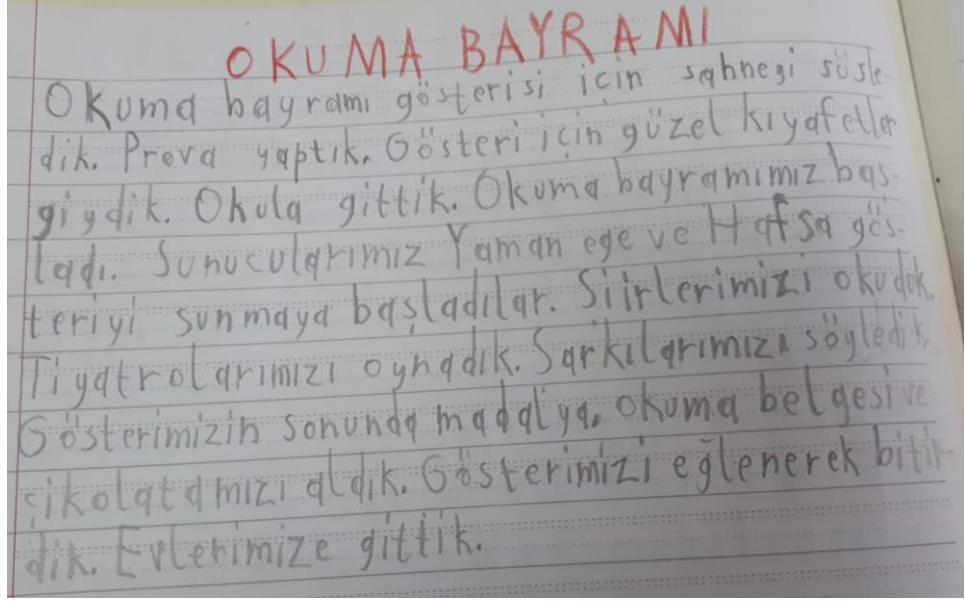 OKUMA BAYRAMI
Okuma bayramı gösterisi için sahneyi süsle-
dik. Prova yaptık. Gösteri için güzel kıyafetler
giydik. Okula gittik. Okuma bayramımız baş-
ladı. Sunucularımız Yaman ege ve Hafsa gös-
teriyi sunmaya başladılar. Siirlerimizi okuduk.
Tiyatrolarımızı oynadık. Sarkılarımızı söyledik.
Gösterimizin sonunda madalya, okuma belgesi ve
çikolatamızı aldık. Gösterimizi eğlenerek bitir-
dik. Evlerimize gittik.